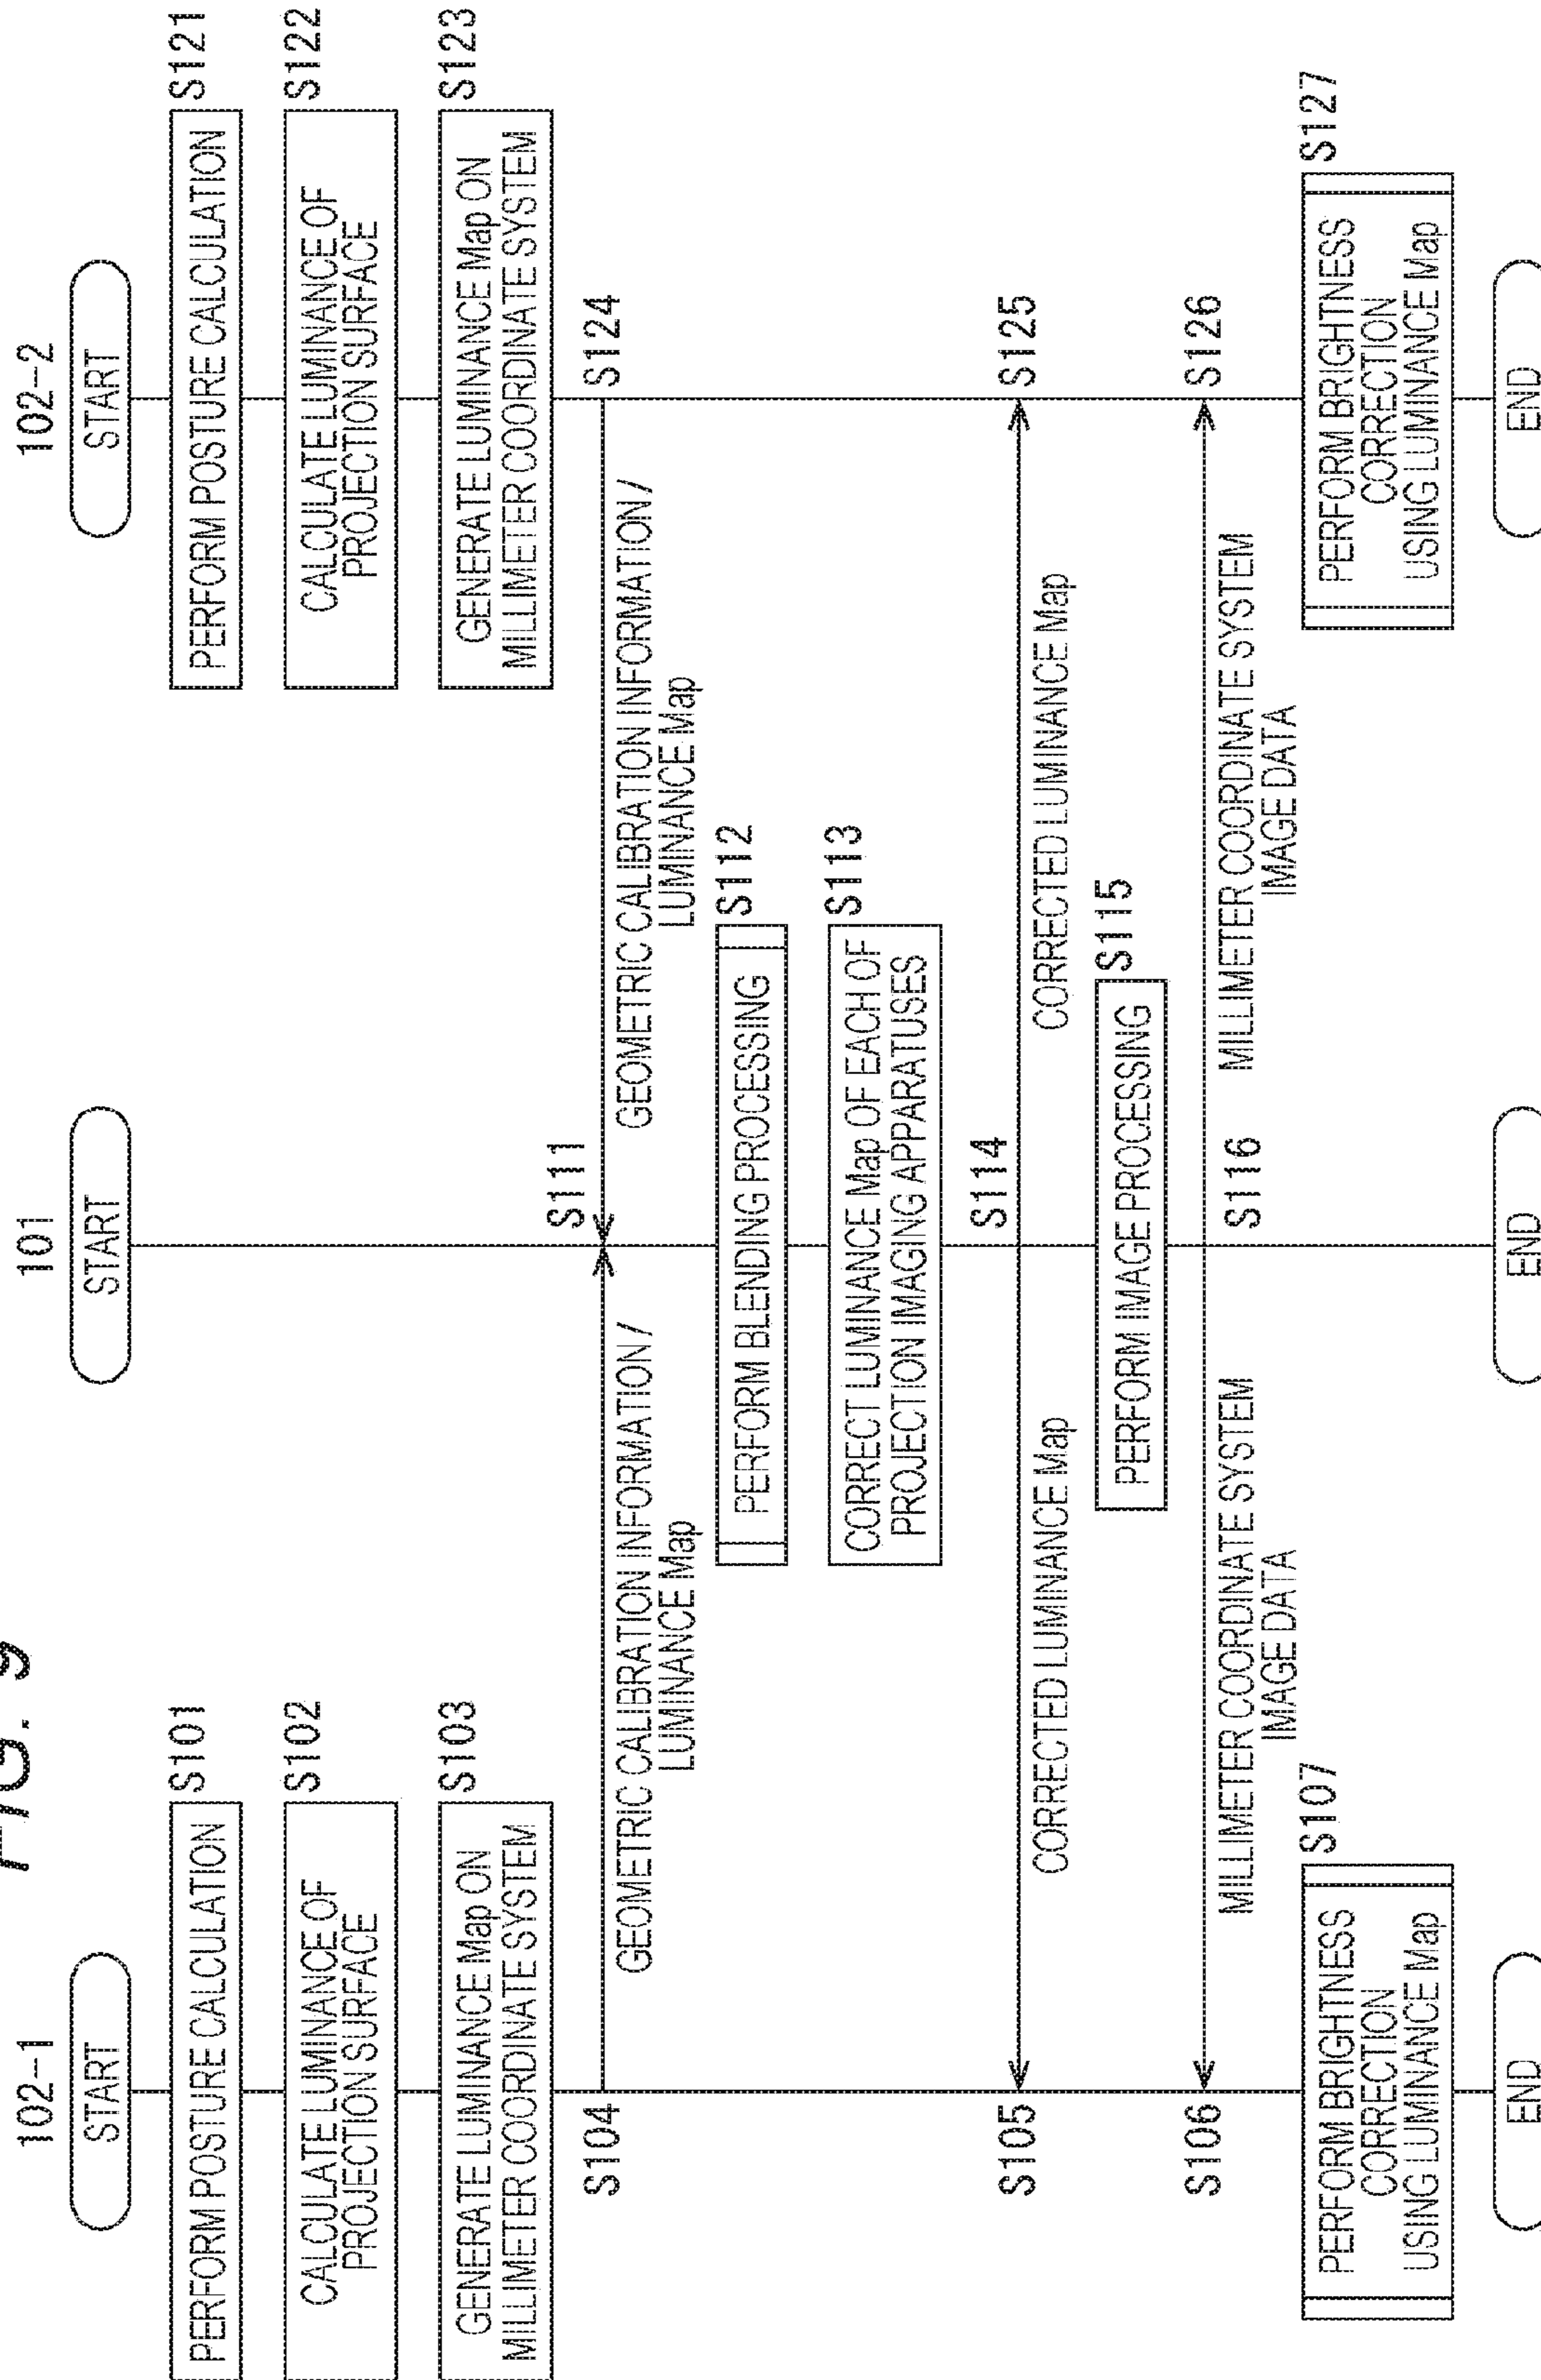 FIG. 9
102-1
START
PERFORM POSTURE CALCULATION
S101
CALCULATE LUMINANCE OF
PROJECTION SURFACE
S102
GENERATE LUMINANCE Map ON
MILLIMETER COORDINATE SYSTEM
S103
S104
GEOMETRIC CALIBRATION INFORMATION /
LUMINANCE Map
S105
CORRECTED LUMINANCE Map
S106
MILLIMETER COORDINATE SYSTEM
IMAGE DATA
S107
PERFORM BRIGHTNESS
CORRECTION
USING LUMINANCE Map
END
101
START
S111
PERFORM BLENDING PROCESSING
S112
CORRECT LUMINANCE Map OF EACH OF
PROJECTION IMAGING APPARATUSES
S113
S114
PERFORM IMAGE PROCESSING
S115
S116
END
102-2
START
PERFORM POSTURE CALCULATION
S121
CALCULATE LUMINANCE OF
PROJECTION SURFACE
S122
GENERATE LUMINANCE Map ON
MILLIMETER COORDINATE SYSTEM
S123
S124
GEOMETRIC CALIBRATION INFORMATION /
LUMINANCE Map
S125
CORRECTED LUMINANCE Map
S126
MILLIMETER COORDINATE SYSTEM
IMAGE DATA
S127
PERFORM BRIGHTNESS
CORRECTION
USING LUMINANCE Map
END